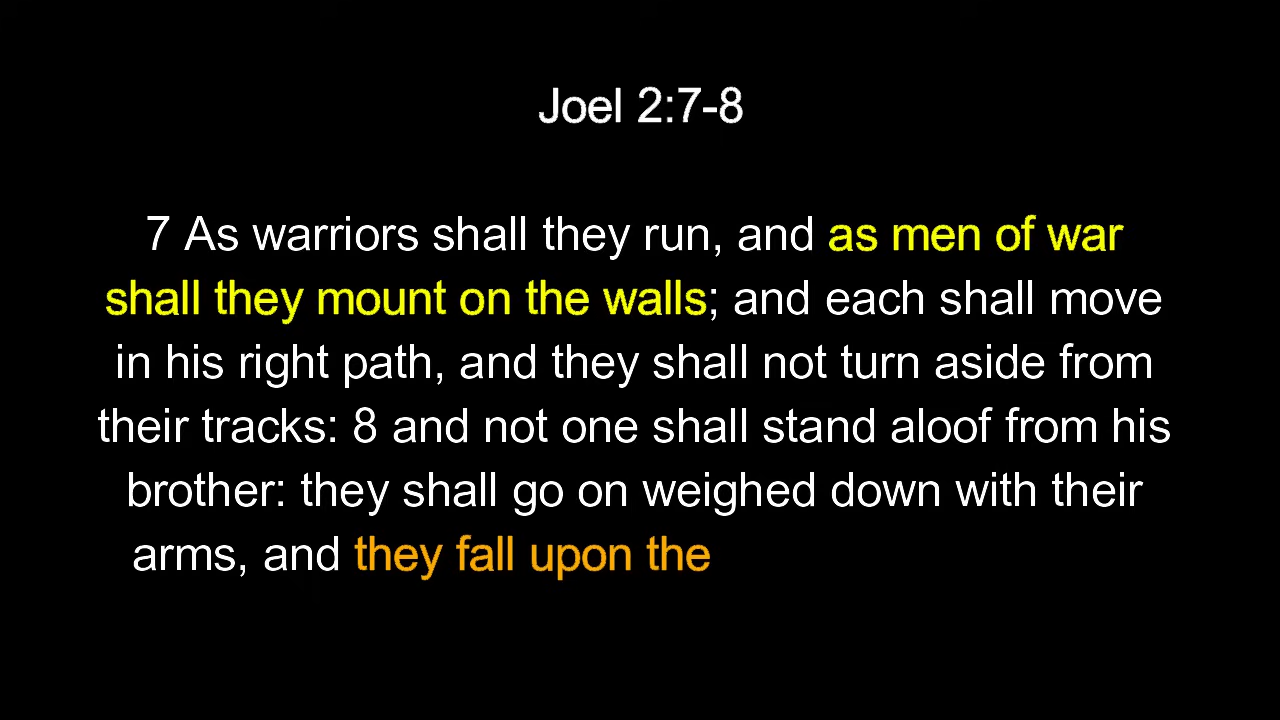 Joel 2:7-8
7 As warriors shall they run, and as men of war
shall they mount on the walls; and each shall move
in his right path, and they shall not turn aside from
their tracks: 8 and not one shall stand aloof from his
brother: they shall go on weighed down with their
arms, and they fall upon the